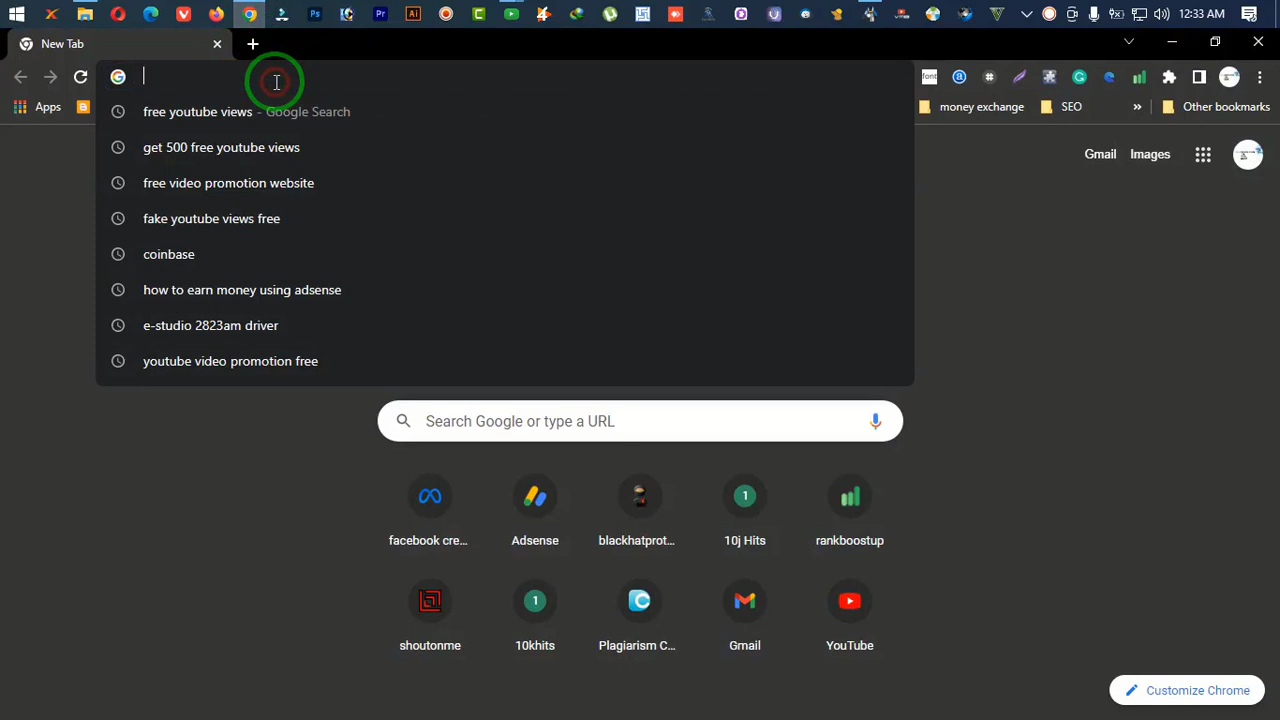 12:33 AM
New Tab
font
Apps
money exchange
SEO
»
Other bookmarks
free youtube views - Google Search
get 500 free youtube views
free video promotion website
fake youtube views free
coinbase
how to earn money using adsense
e-studio 2823am driver
youtube video promotion free
Gmail
Images
Search Google or type a URL
facebook cre...
Adsense
blackhatprot...
1
10j Hits
rankboostup
shoutonme
1
10khits
Plagiarism C...
Gmail
YouTube
Customize Chrome